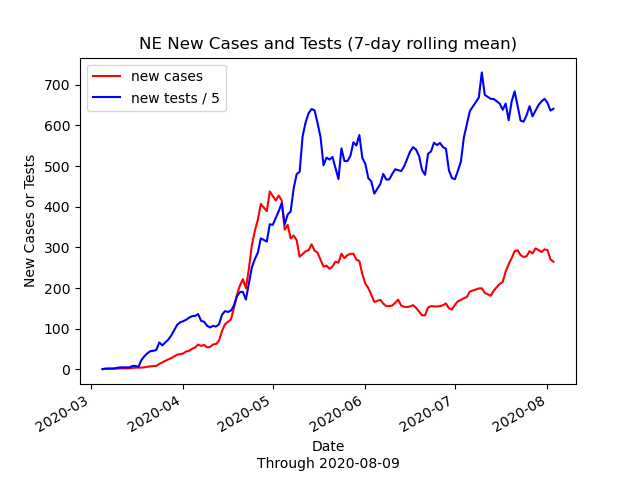 NE New Cases and Tests (7-day rolling mean)
new cases
new tests / 5
New Cases or Tests
700
600
500
400
300
200
100
0
2020-03
2020-04
2020-05
2020-06
2020-07
2020-08
Date
Through 2020-08-09